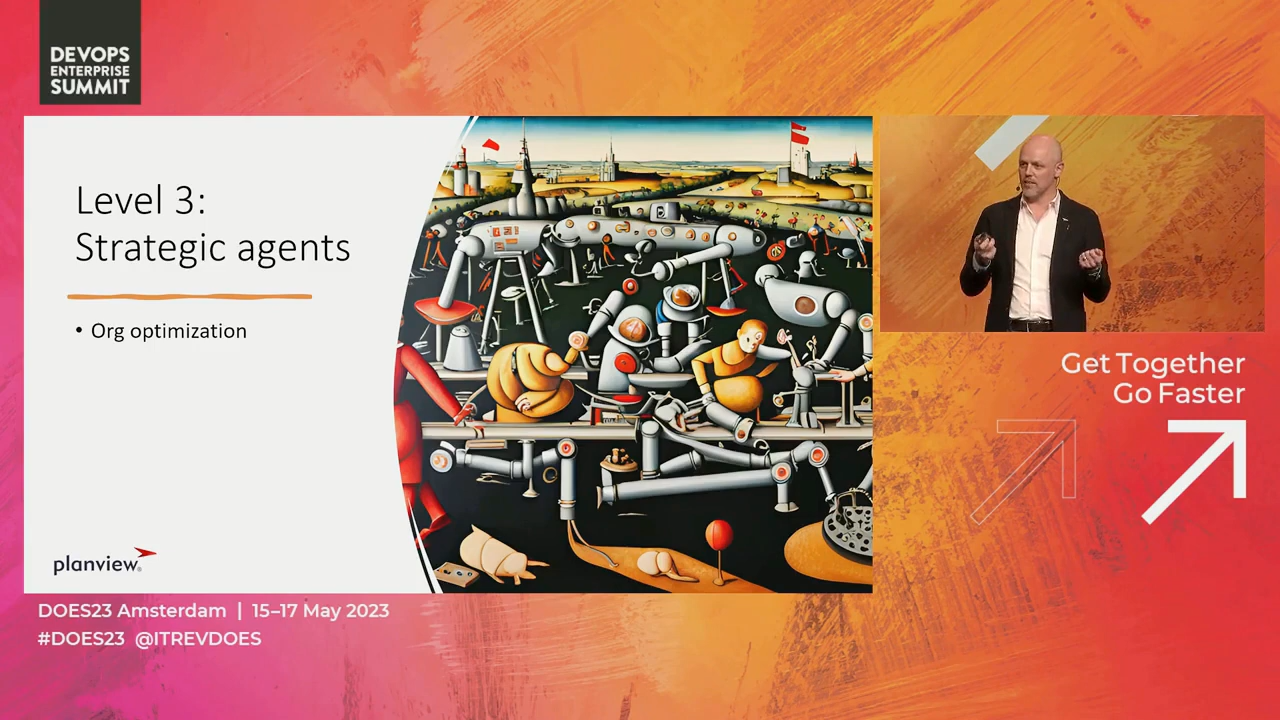 DEVOPS
ENTERPRISE
SUMMIT
Level 3:
Strategic agents
• Org optimization
planview®
Get Together
Go Faster
DOES23 Amsterdam | 15–17 May 2023
#DOES23 @ITREVDOES